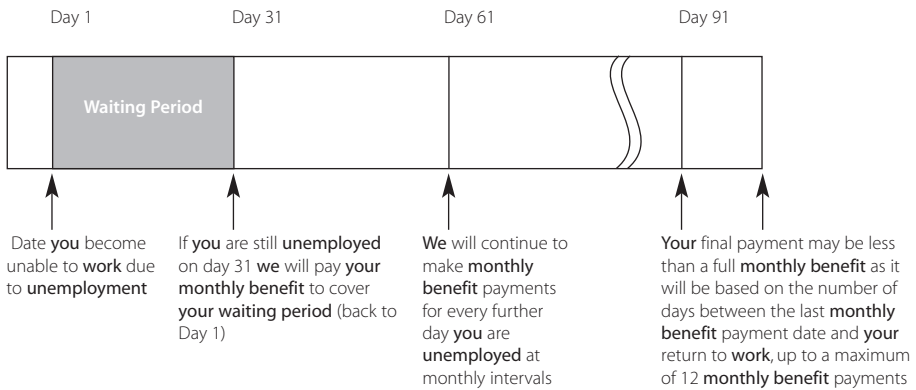 Day 1
Day 31
Day 61
Day 91
Waiting Period
Date you become
unable to work due
to unemployment
If you are still unemployed
on day 31 we will pay your
monthly benefit to cover
your waiting period (back to
Day 1)
We will continue to
make monthly
benefit payments
for every further
day you are
unemployed at
monthly intervals
Your final payment may be less
than a full monthly benefit as it
will be based on the number of
days between the last monthly
benefit payment date and your
return to work, up to a maximum
of 12 monthly benefit payments